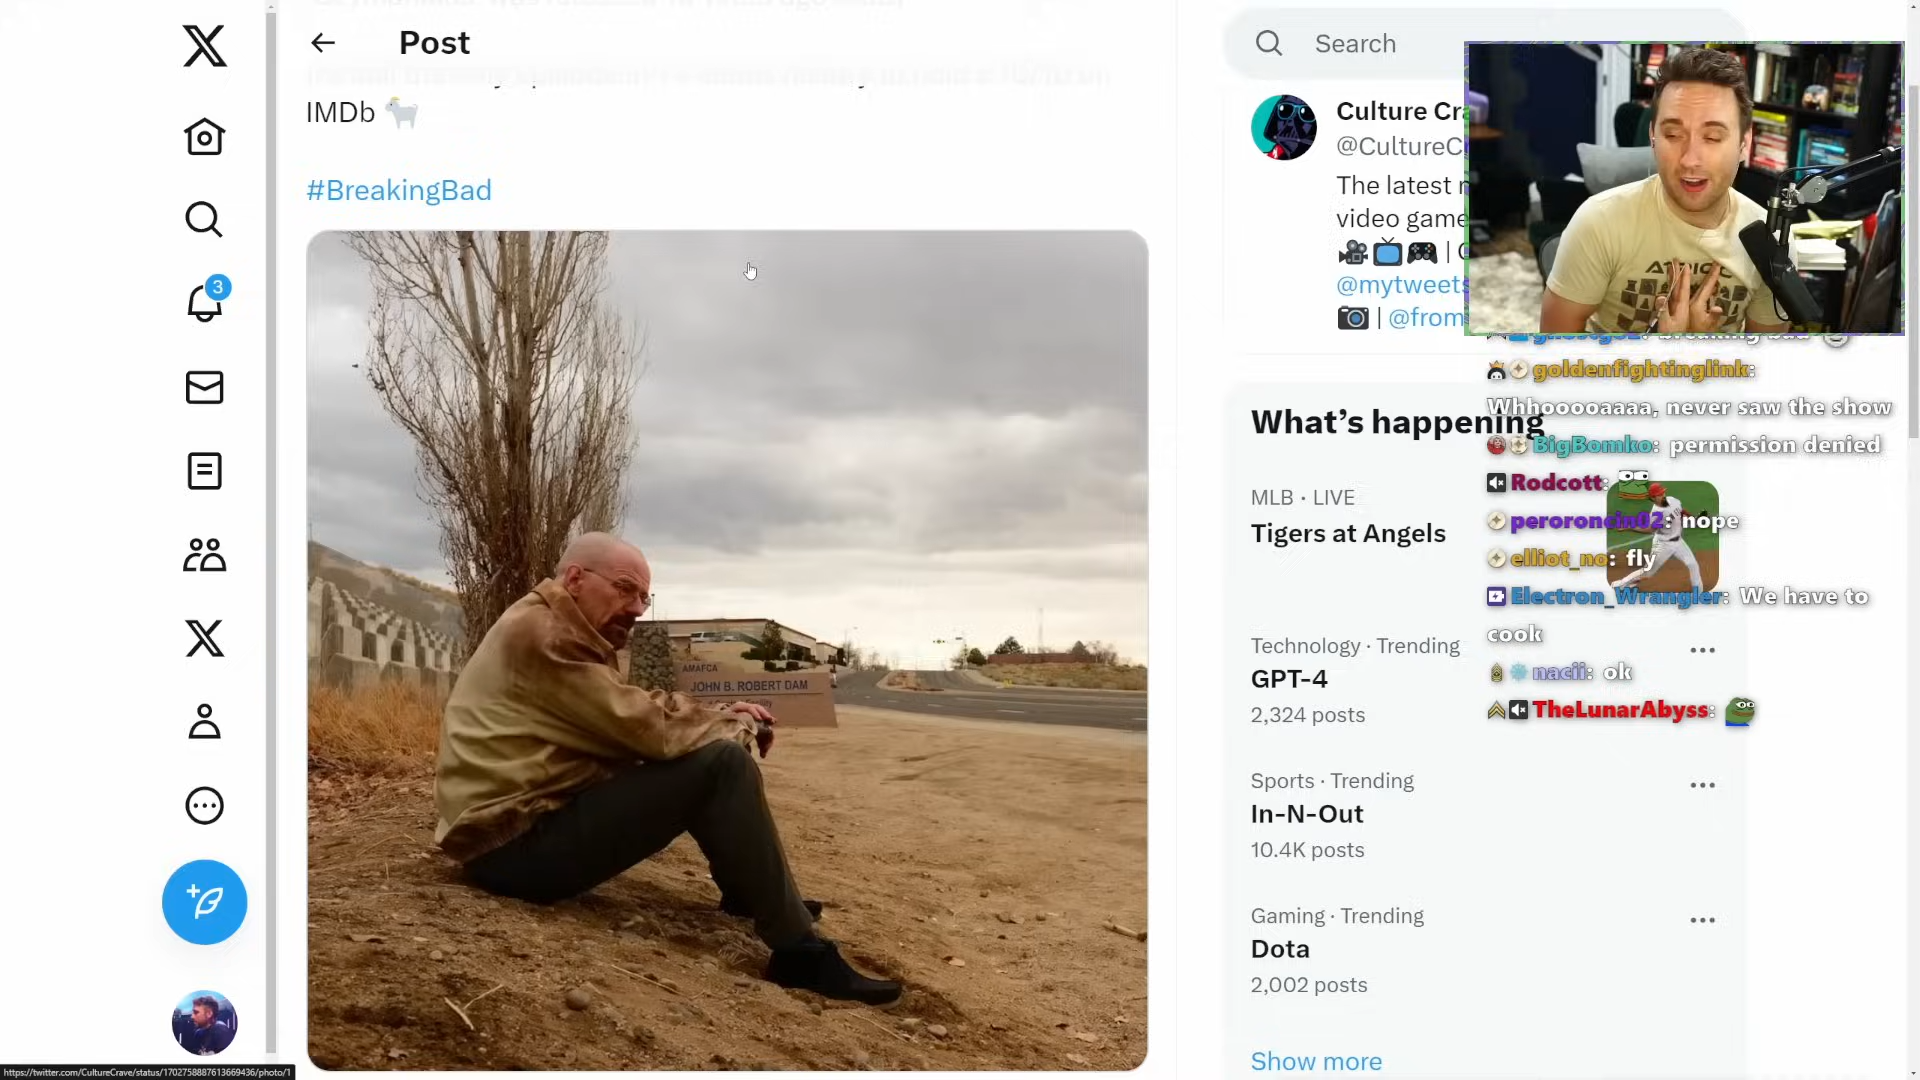 Post
IMDb
#BreakingBad
AMAFCA
JOHN B. ROBERT DAM
3
Search
Culture Cr
@CultureC
The latest
video game
@mytweets
| @from
What's happening
MLB · LIVE
Tigers at Angels
Technology · Trending
GPT-4
2,324 posts
Sports · Trending
In-N-Out
10.4K posts
Gaming · Trending
Dota
2,002 posts
Show more
goldenfightinglink:
Whhooooaaaa, never saw the show
BigBomko: permission denied
Rodcott:
peroroncin02: nope
elliot_no: fly
Electron_Wrangler: We have to
cook
nacii: ok
TheLunarAbyss:
https://twitter.com/CultureCrave/status/1702758887613669436/photo/1